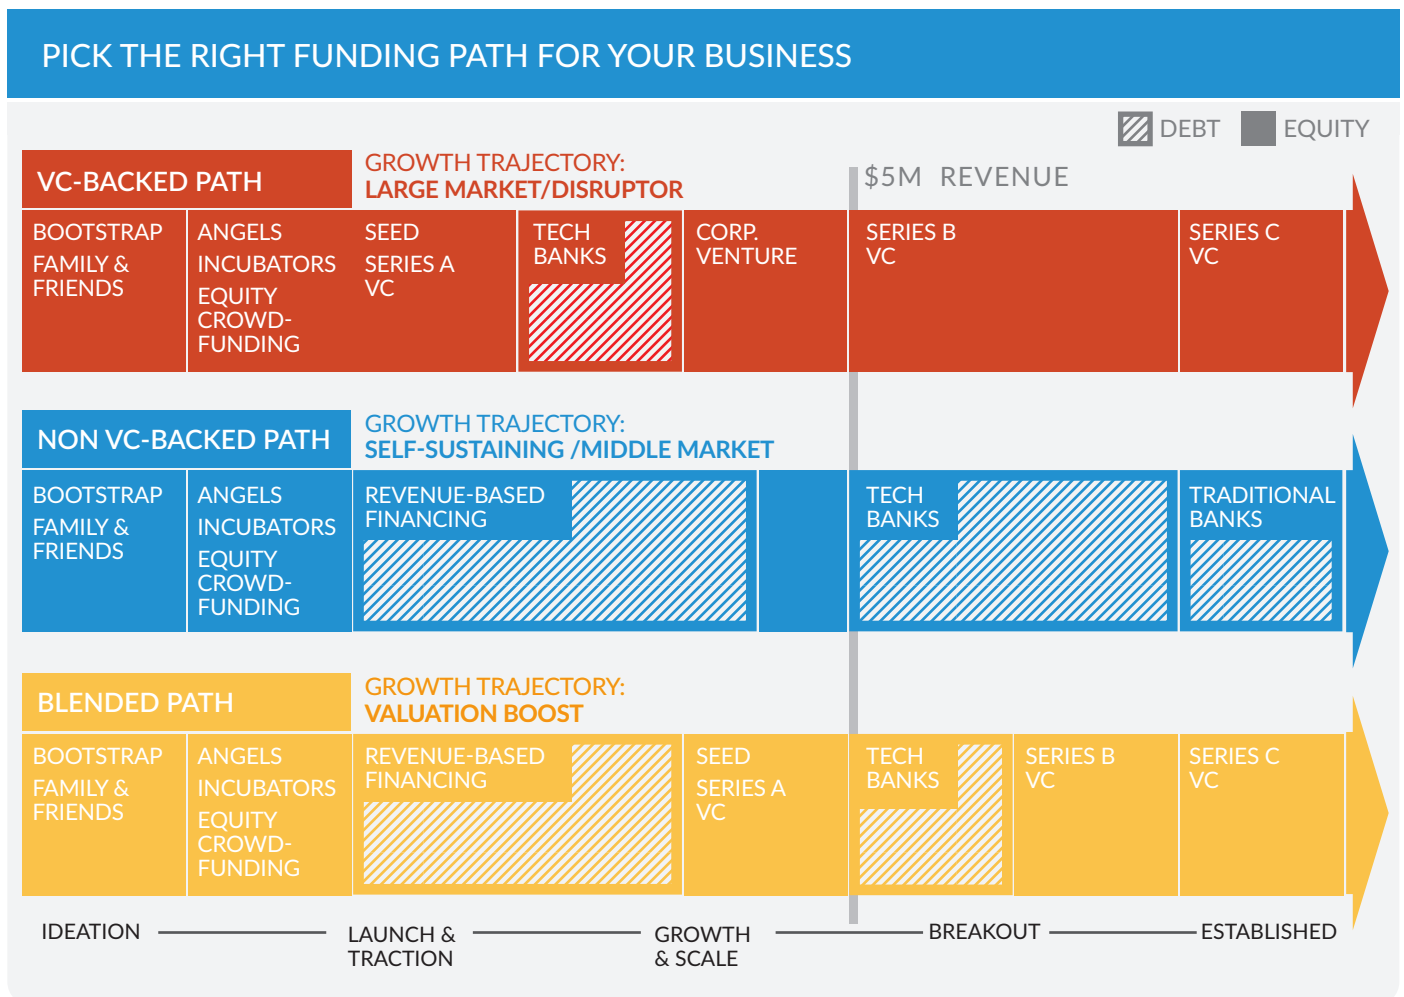 PICK THE RIGHT FUNDING PATH FOR YOUR BUSINESS
DEBT
EQUITY
VC-BACKED PATH
GROWTH TRAJECTORY:
LARGE MARKET/DISRUPTOR
$5M REVENUE
BOOTSTRAP
FAMILY &
FRIENDS
ANGELS
INCUBATORS
EQUITY
CROWD-
FUNDING
SEED
SERIES A
VC
TECH
BANKS
CORP.
VENTURE
SERIES B
VC
SERIES C
VC
NON VC-BACKED PATH
GROWTH TRAJECTORY:
SELF-SUSTAINING /MIDDLE MARKET
BOOTSTRAP
FAMILY &
FRIENDS
ANGELS
INCUBATORS
EQUITY
CROWD-
FUNDING
REVENUE-BASED
FINANCING
TECH
BANKS
TRADITIONAL
BANKS
BLENDED PATH
GROWTH TRAJECTORY:
VALUATION BOOST
BOOTSTRAP
FAMILY &
FRIENDS
ANGELS
INCUBATORS
EQUITY
CROWD-
FUNDING
REVENUE-BASED
FINANCING
SEED
SERIES A
VC
TECH
BANKS
SERIES B
VC
SERIES C
VC
IDEATION
LAUNCH &
TRACTION
GROWTH
& SCALE
BREAKOUT
ESTABLISHED